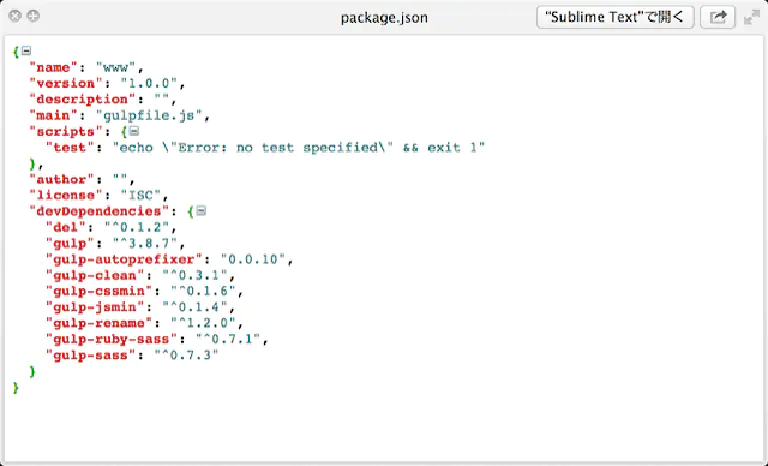 package.json
"Sublime Text"で開く
{
"name": "www",
"version": "1.0.0",
"description": "",
"main": "gulpfile.js",
"scripts": {
"test": "echo \"Error: no test specified\" && exit 1"
},
"author": "",
"license": "ISC",
"devDependencies": {
"del": "^0.1.2",
"gulp": "^3.8.7",
"gulp-autoprefixer": "0.0.10",
"gulp-clean": "^0.3.1",
"gulp-cssmin": "^0.1.6",
"gulp-jsmin": "^0.1.4",
"gulp-rename": "^1.2.0",
"gulp-ruby-sass": "^0.7.1",
"gulp-sass": "^0.7.3"
}
}